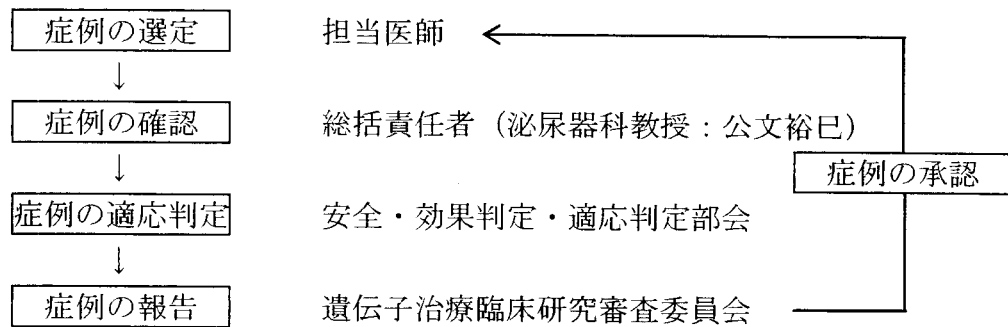 症例の選定 担当医師
↓
症例の確認 総括責任者（泌尿器科教授：公文裕巳）
症例の承認
↓
症例の適応判定 安全・効果判定・適応判定部会
↓
症例の報告 遺伝子治療臨床研究審査委員会